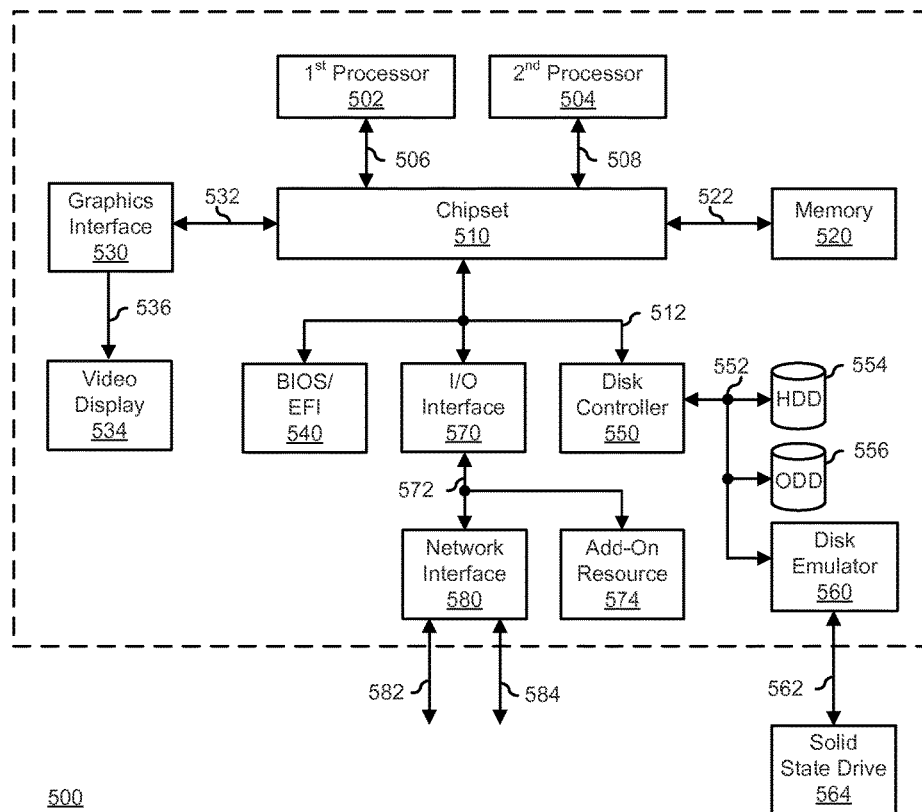 1st Processor
502
2nd Processor
504
506
508
Graphics
Interface
530
532
Chipset
510
522
Memory
520
536
512
Video
Display
534
BIOS/
EFI
540
I/O
Interface
570
Disk
Controller
550
552
554
HDD
556
ODD
572
Network
Interface
580
Add-On
Resource
574
Disk
Emulator
560
582
584
562
Solid
State Drive
564
500